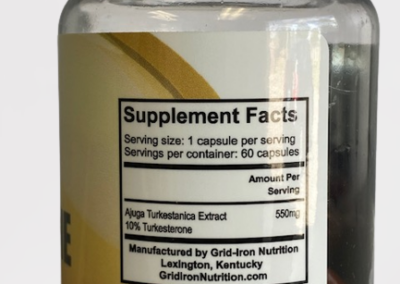 Supplement Facts
Serving size: 1 capsule per serving
Servings per container: 60 capsules
Amount Per
Serving
Ajuga Turkestanica Extract 550mg
10% Turkesterone
Manufactured by Grid-Iron Nutrition
Lexington, Kentucky
GridironNutrition.com
E